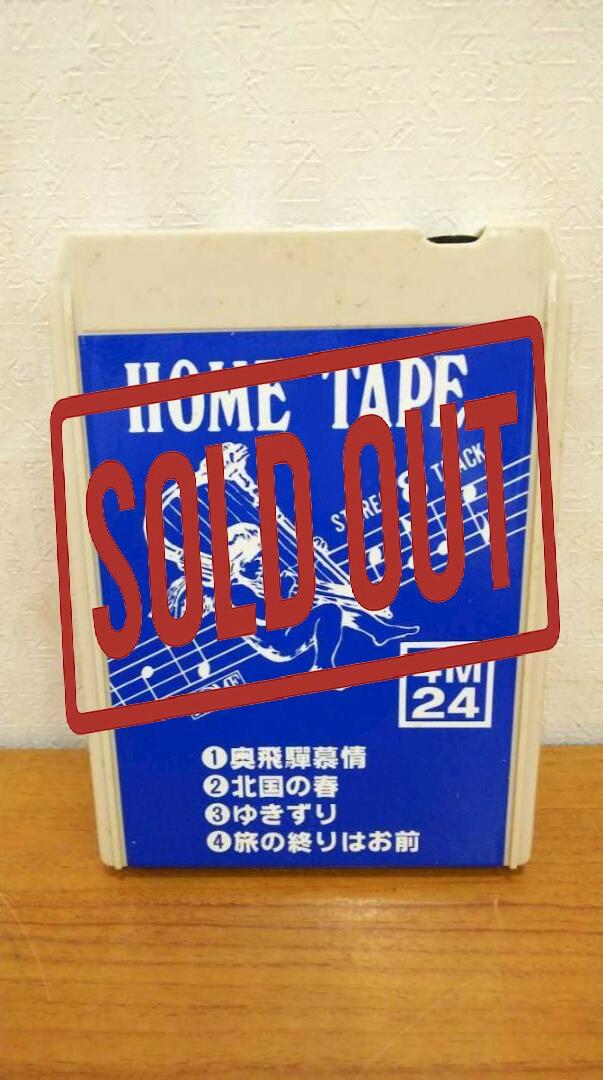 HOME TAPE
SOLD OUT
STEREO 8 TRACK
24
❶奥飛騨慕情
❷北国の春
❸ゆきずり
❹旅の終りはお前